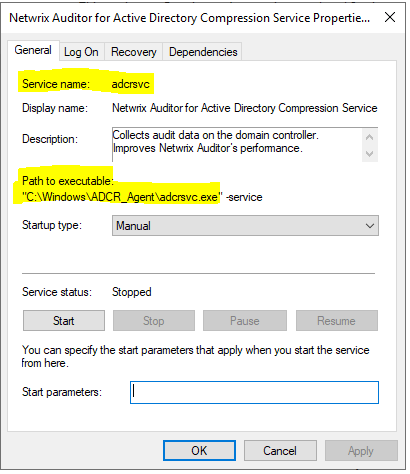 Netwrix Auditor for Active Directory Compression Service Properties...
General Log On Recovery Dependencies
Service name: adcrsvc
Display name: Netwrix Auditor for Active Directory Compression Service
Description: Collects audit data on the domain controller.
Improves Netwrix Auditor's performance.
Path to executable:
"C:\Windows\ADCR_Agent\adcrsvc.exe" -service
Startup type: Manual
Service status: Stopped
Start Stop Pause Resume
You can specify the start parameters that apply when you start the service
from here.
Start parameters:
OK Cancel Apply